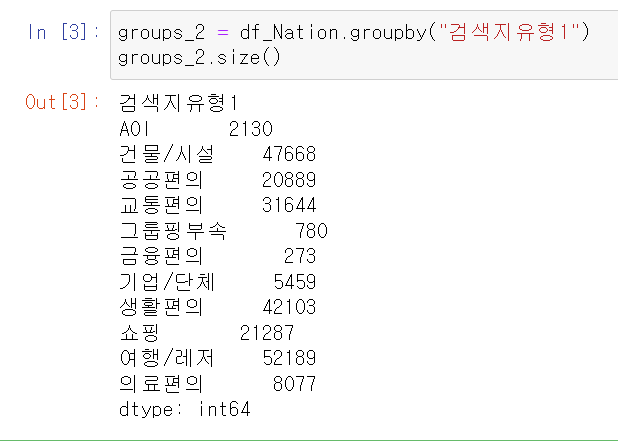 In [3]: groups_2 = df_Nation.groupby("검색지유형1")
groups_2.size()
Out[3]: 검색지유형1
AOI 2130
건물/시설 47668
공공편의 20889
교통편의 31644
그룹핑부속 780
금융편의 273
기업/단체 5459
생활편의 42103
쇼핑 21287
여행/레저 52189
의료편의 8077
dtype: int64